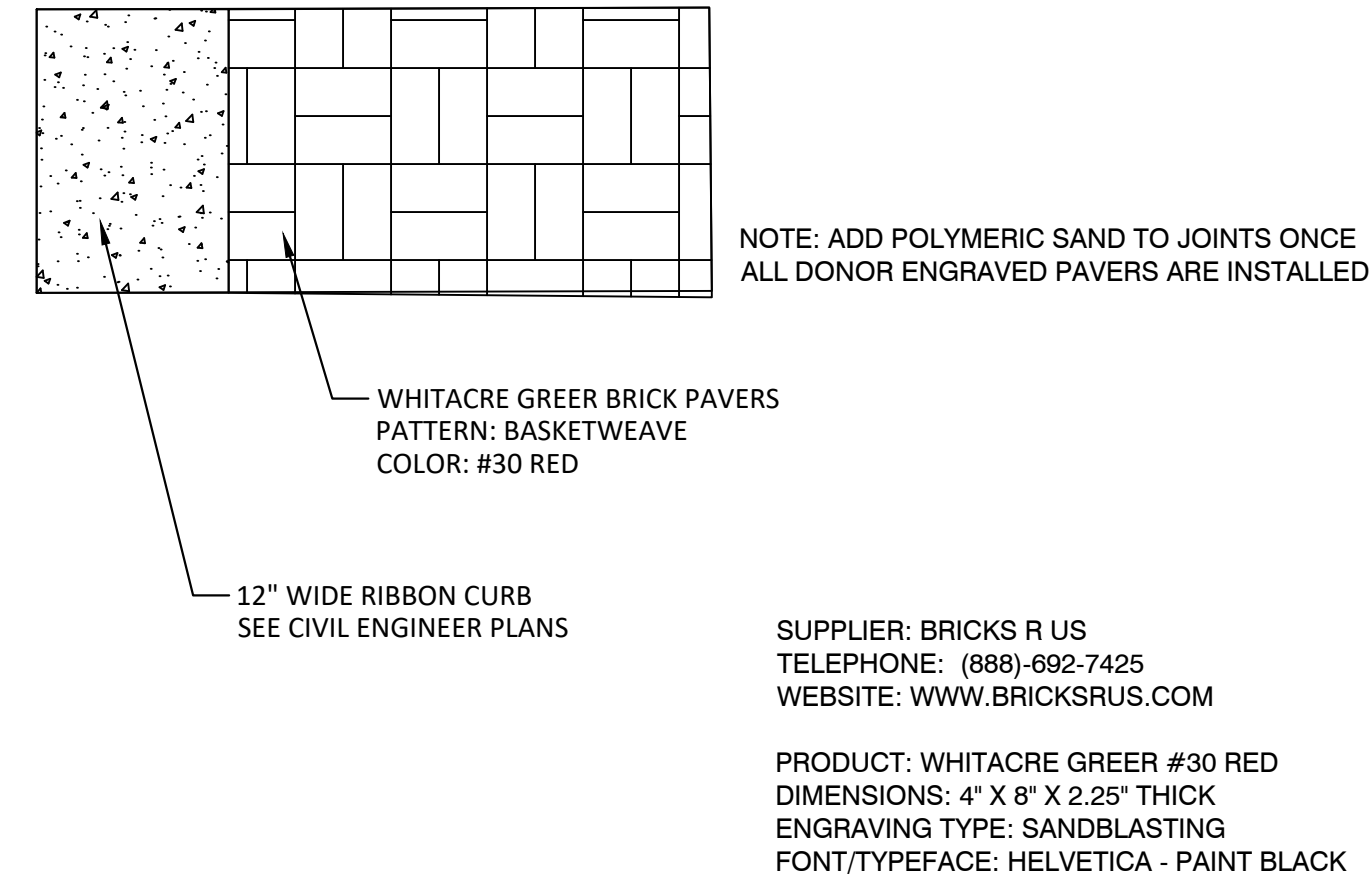 NOTE: ADD POLYMERIC SAND TO JOINTS ONCE
ALL DONOR ENGRAVED PAVERS ARE INSTALLED
WHITACRE GREER BRICK PAVERS
PATTERN: BASKETWEAVE
COLOR: #30 RED
12" WIDE RIBBON CURB
SEE CIVIL ENGINEER PLANS
SUPPLIER: BRICKS R US
TELEPHONE: (888)-692-7425
WEBSITE: WWW.BRICKSRUS.COM
PRODUCT: WHITACRE GREER #30 RED
DIMENSIONS: 4" X 8" X 2.25" THICK
ENGRAVING TYPE: SANDBLASTING
FONT/TYPEFACE: HELVETICA - PAINT BLACK